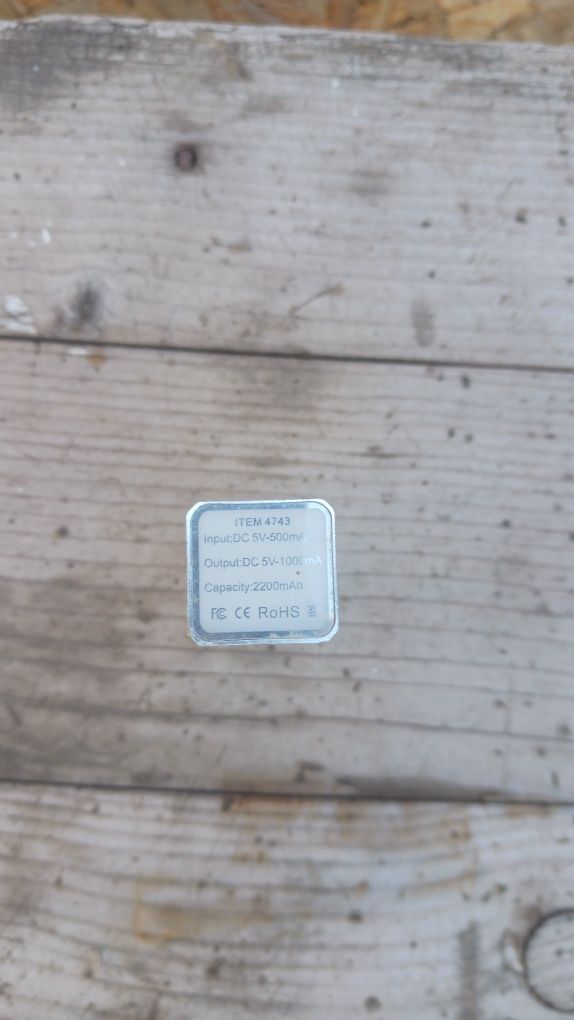 ITEM 4743
Input:DC 5V-500mA
Output:DC 5V-1000mA
Capacity:2200mAh
FC CE RoHS